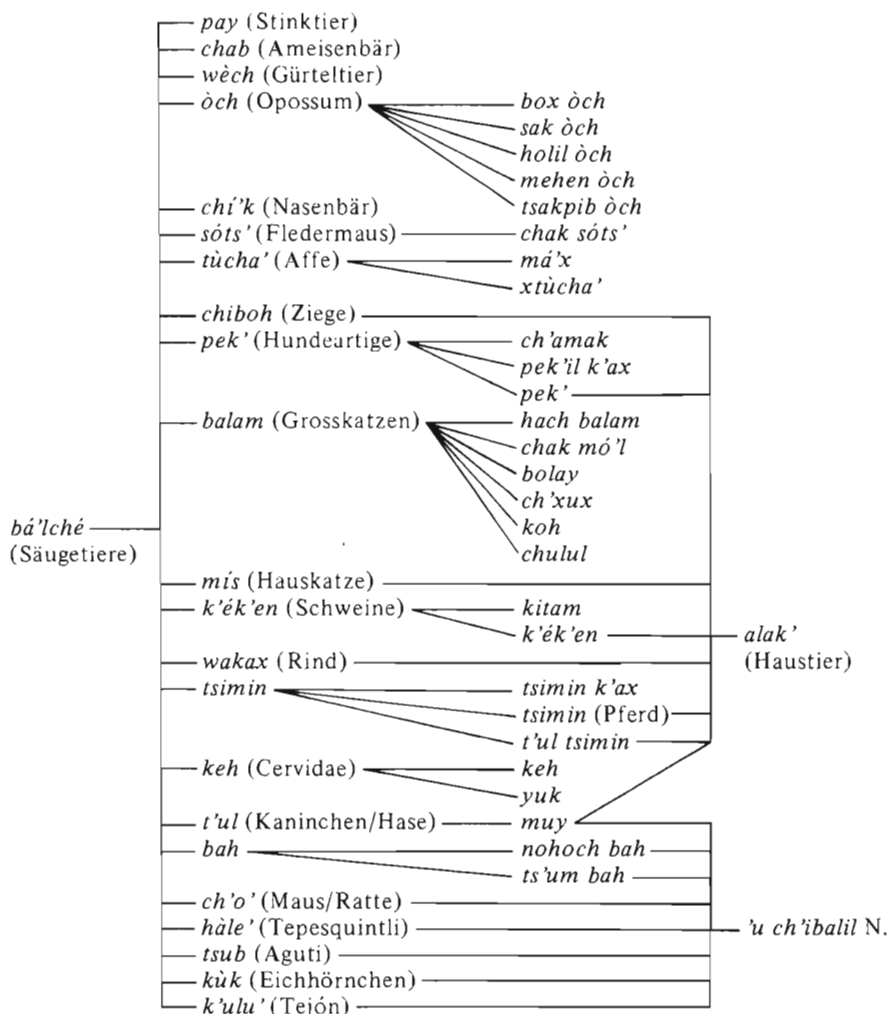 pay (Stinktier)
chab (Ameisenbär)
wèch (Gürteltier)
òch (Opossum) box òch
sak òch
holil òch
mehen òch
tsakpib òch
chí’k (Nasenbär)
sóts’ (Fledermaus) chak sóts’
tùcha’ (Affe) má’x
xtùcha’
chiboh (Ziege)
pek’ (Hundeartige) ch’amak
pek’il k’ax
pek’
balam (Grosskatzen) hach balam
chak mó’l
bolay
ch’xux
koh
bá’lché chulul
(Säugetiere)
mís (Hauskatze)
k’ék’en (Schweine) kitam
k’ék’en alak’
wakax (Rind) (Haustier)
tsimin tsimin k’ax
tsimin (Pferd)
t’ul tsimin
keh (Cervidae) keh
yuk
t’ul (Kaninchen/Hase) muy
bah nohoch bah
ts’um bah
ch’o’ (Maus/Ratte)
hàle’ (Tepesquintli) ’u ch’ibalil N.
tsub (Aguti)
kùk (Eichhörnchen)
k’ulu’ (Tejón)